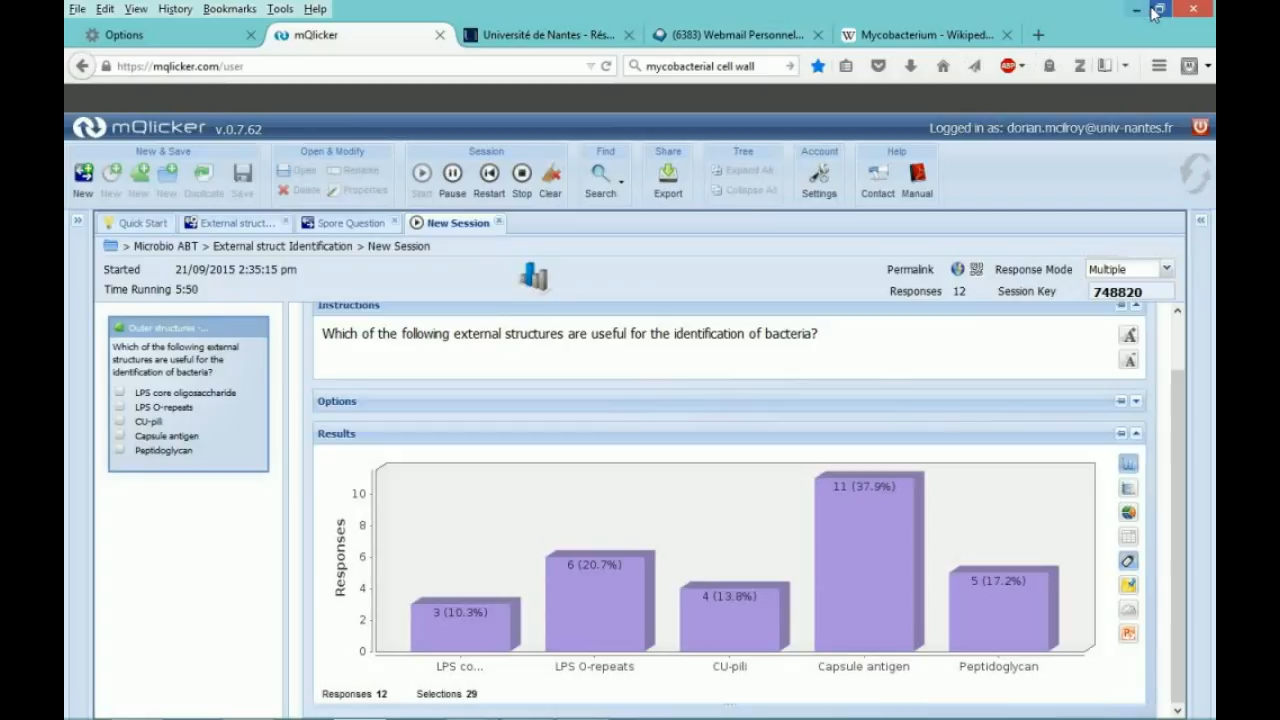 File Edit View History Bookmarks Tools Help
Options
mQlicker
Université de Nantes - Rés...
(6383) Webmail Personnel...
Mycobacterium - Wikiped...
https://mqlicker.com/user
mycobacterial cell wall
ABP
mQlicker v.0.7.62
Logged in as: dorian.mcilroy@univ-nantes.fr
New & Save Open & Modify Session Find Share Tree Account Help
Open Rename Expand All
Delete Properties Collapse All
New New New New Duplicate Save Start Pause Restart Stop Clear Search Export Settings Contact Manual
Quick Start External struct... Spore Question New Session
> Microbio ABT > External struct Identification > New Session
Started 21/09/2015 2:35:15 pm
Permalink Response Mode Multiple
Time Running 5:50
Responses 12 Session Key 748820
Outer structures -...
Which of the following external
structures are useful for the
identification of bacteria?
LPS core oligosaccharide
LPS O-repeats
CU-pili
Capsule antigen
Peptidoglycan
Instructions
Which of the following external structures are useful for the identification of bacteria?
Options
Results
Responses
10
8
6
4
2
0
3 (10.3%)
6 (20.7%)
4 (13.8%)
11 (37.9%)
5 (17.2%)
LPS co... LPS O-repeats CU-pili Capsule antigen Peptidoglycan
Responses 12 Selections 29